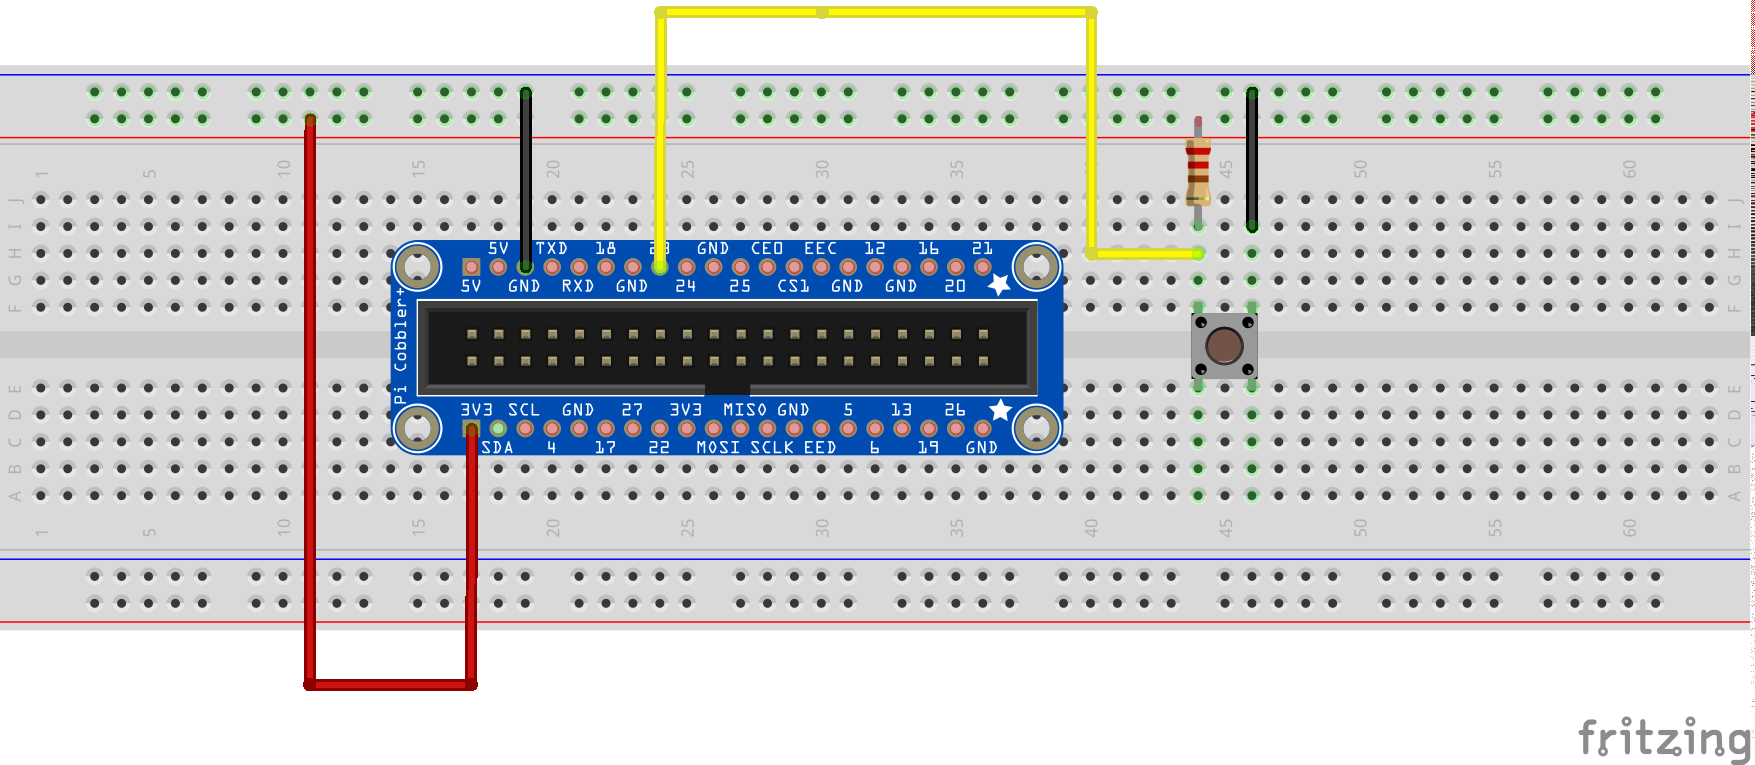 1 5 10 15 20 25 30 35 40 45 50 55 60
J J
I I
H H
G G
F F
5V TXD 18 23 GND CE0 EEC 12 16 21
5V GND RXD GND 24 25 CS1 GND GND 20
Pi Cobbler+
E E
D D
C C
B B
A A
3V3 SCL GND 27 3V3 MISO GND 5 13 26
SDA 4 17 22 MOSI SCLK EED 6 19 GND
1 5 10 15 20 25 30 35 40 45 50 55 60
fritzing